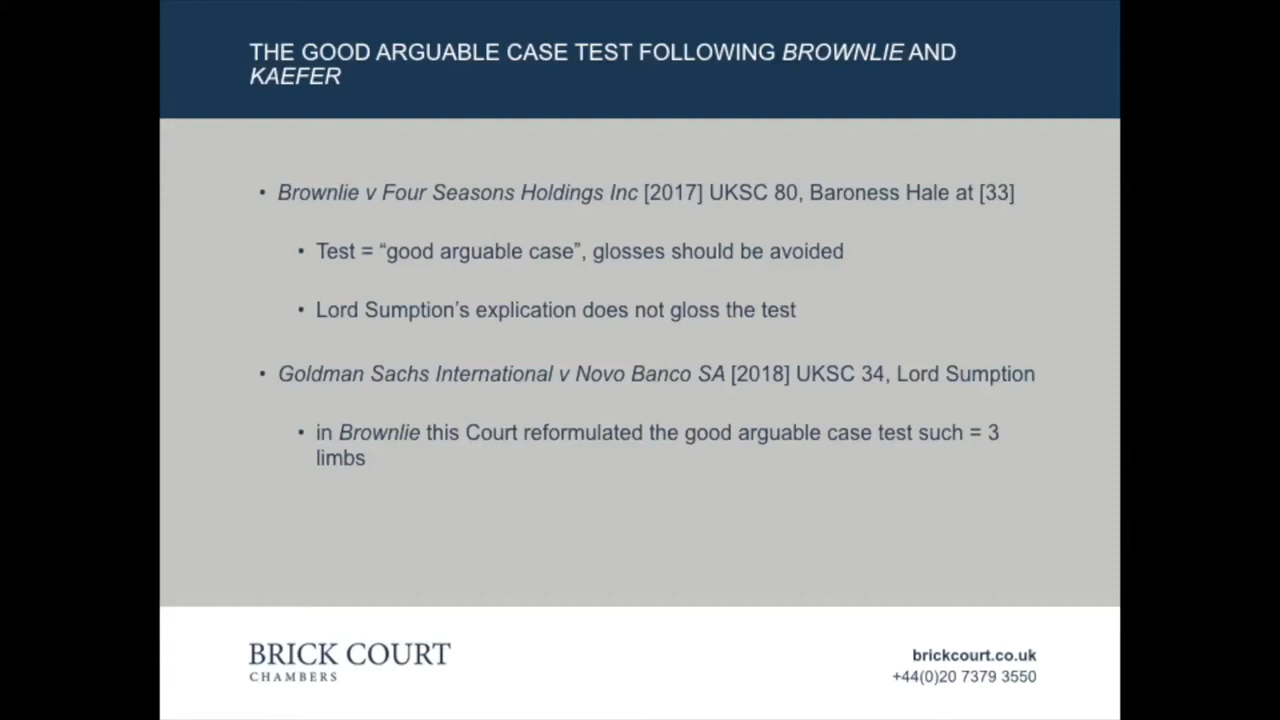 THE GOOD ARGUABLE CASE TEST FOLLOWING BROWNLIE AND
KAEFER
• Brownlie v Four Seasons Holdings Inc [2017] UKSC 80, Baroness Hale at [33]
• Test = “good arguable case”, glosses should be avoided
• Lord Sumption’s explication does not gloss the test
• Goldman Sachs International v Novo Banco SA [2018] UKSC 34, Lord Sumption
• in Brownlie this Court reformulated the good arguable case test such = 3
limbs
BRICK COURT
CHAMBERS
brickcourt.co.uk
+44(0)20 7379 3550